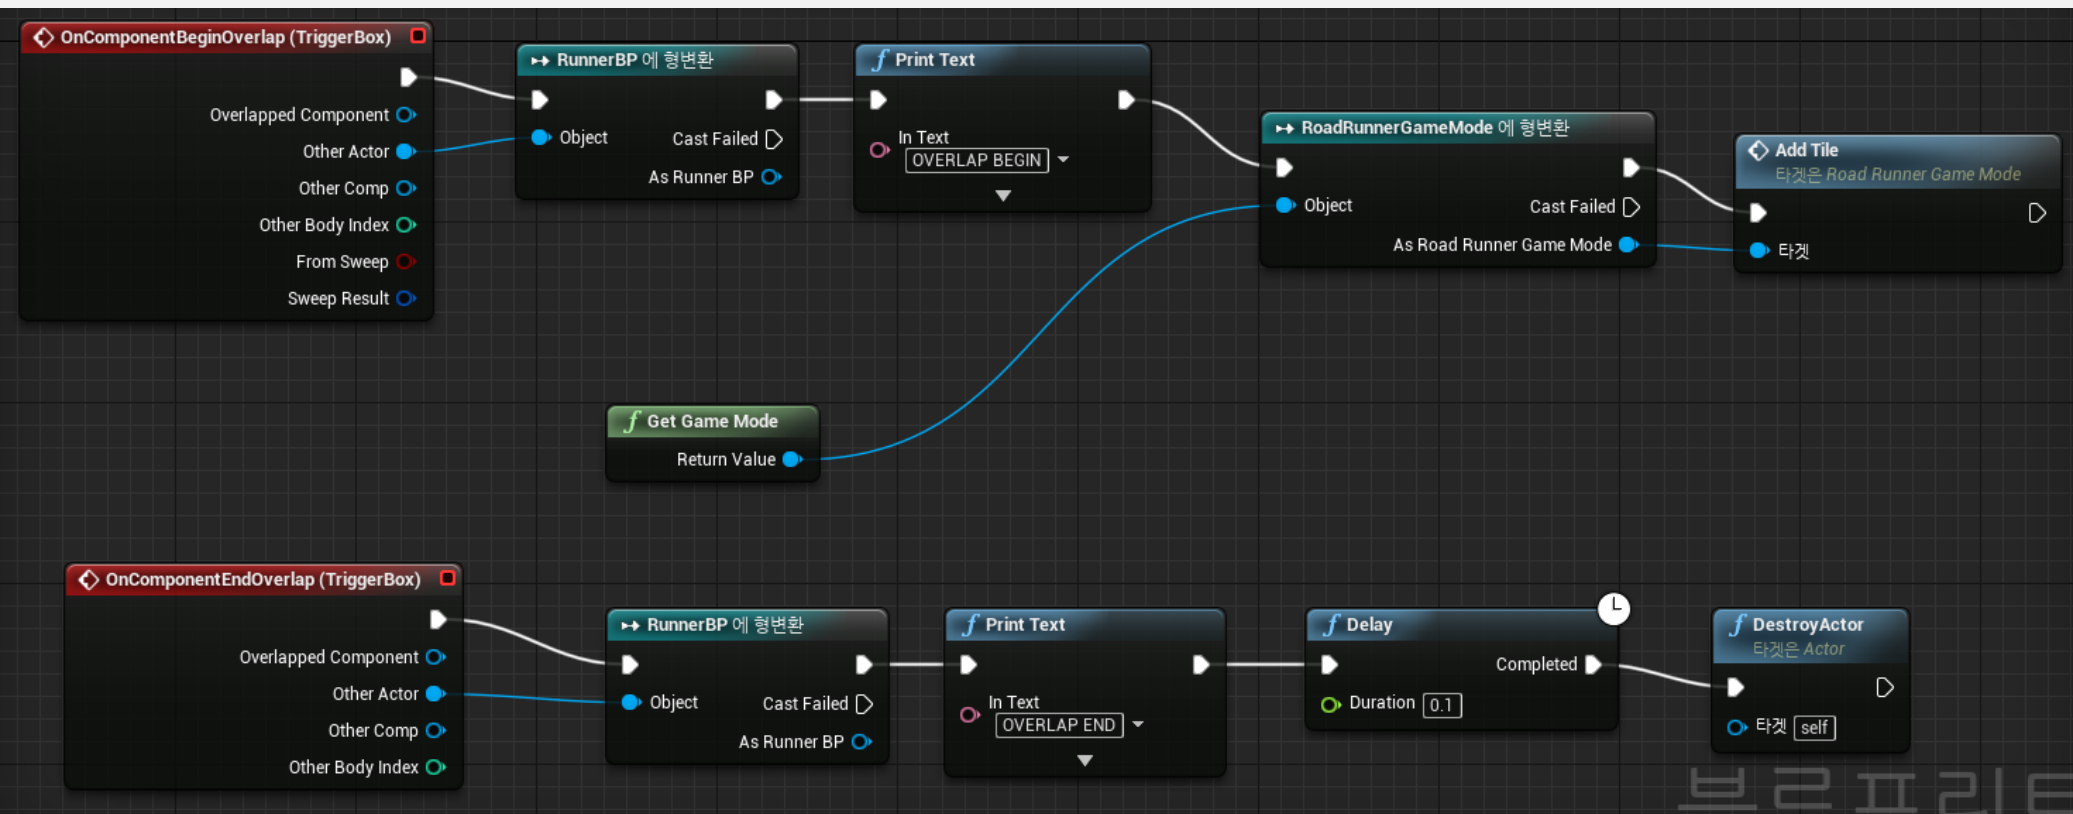 OnComponentBeginOverlap (TriggerBox)
Overlapped Component
Other Actor
Other Comp
Other Body Index
From Sweep
Sweep Result
RunnerBP 에 형변환
Object
Cast Failed
As Runner BP
Print Text
In Text
OVERLAP BEGIN
RoadRunnerGameMode 에 형변환
Object
Cast Failed
As Road Runner Game Mode
Add Tile
타겟은 Road Runner Game Mode
타겟
Get Game Mode
Return Value
OnComponentEndOverlap (TriggerBox)
Overlapped Component
Other Actor
Other Comp
Other Body Index
RunnerBP 에 형변환
Object
Cast Failed
As Runner BP
Print Text
In Text
OVERLAP END
Delay
Completed
Duration 0.1
DestroyActor
타겟은 Actor
타겟 self